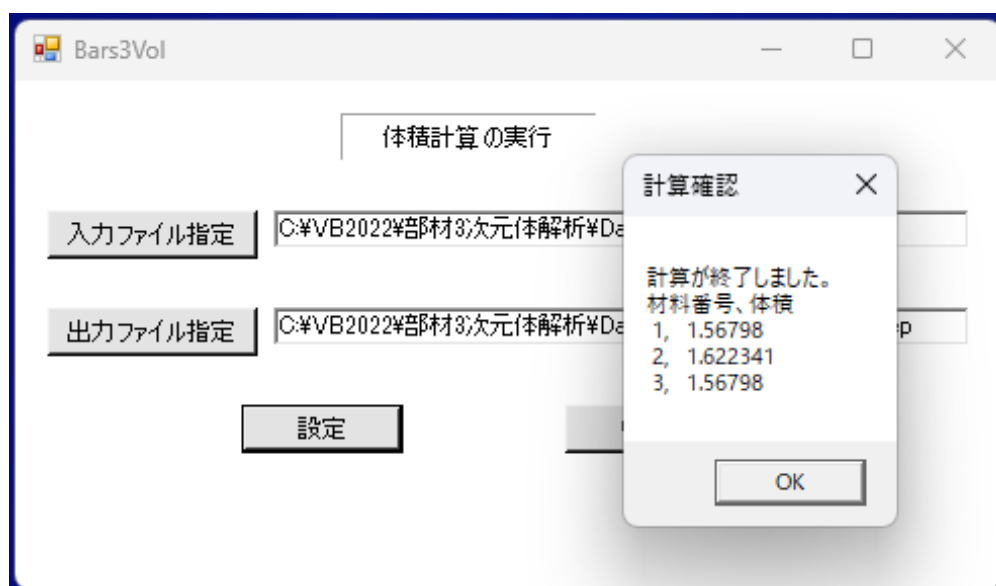 Bars3Vol
体積計算の実行
入力ファイル指定
C:¥VB2022¥部材3次元体解析¥Da
出力ファイル指定
C:¥VB2022¥部材3次元体解析¥Da
設定
計算確認
計算が終了しました。
材料番号、体積
1, 1.56798
2, 1.622341
3, 1.56798
OK